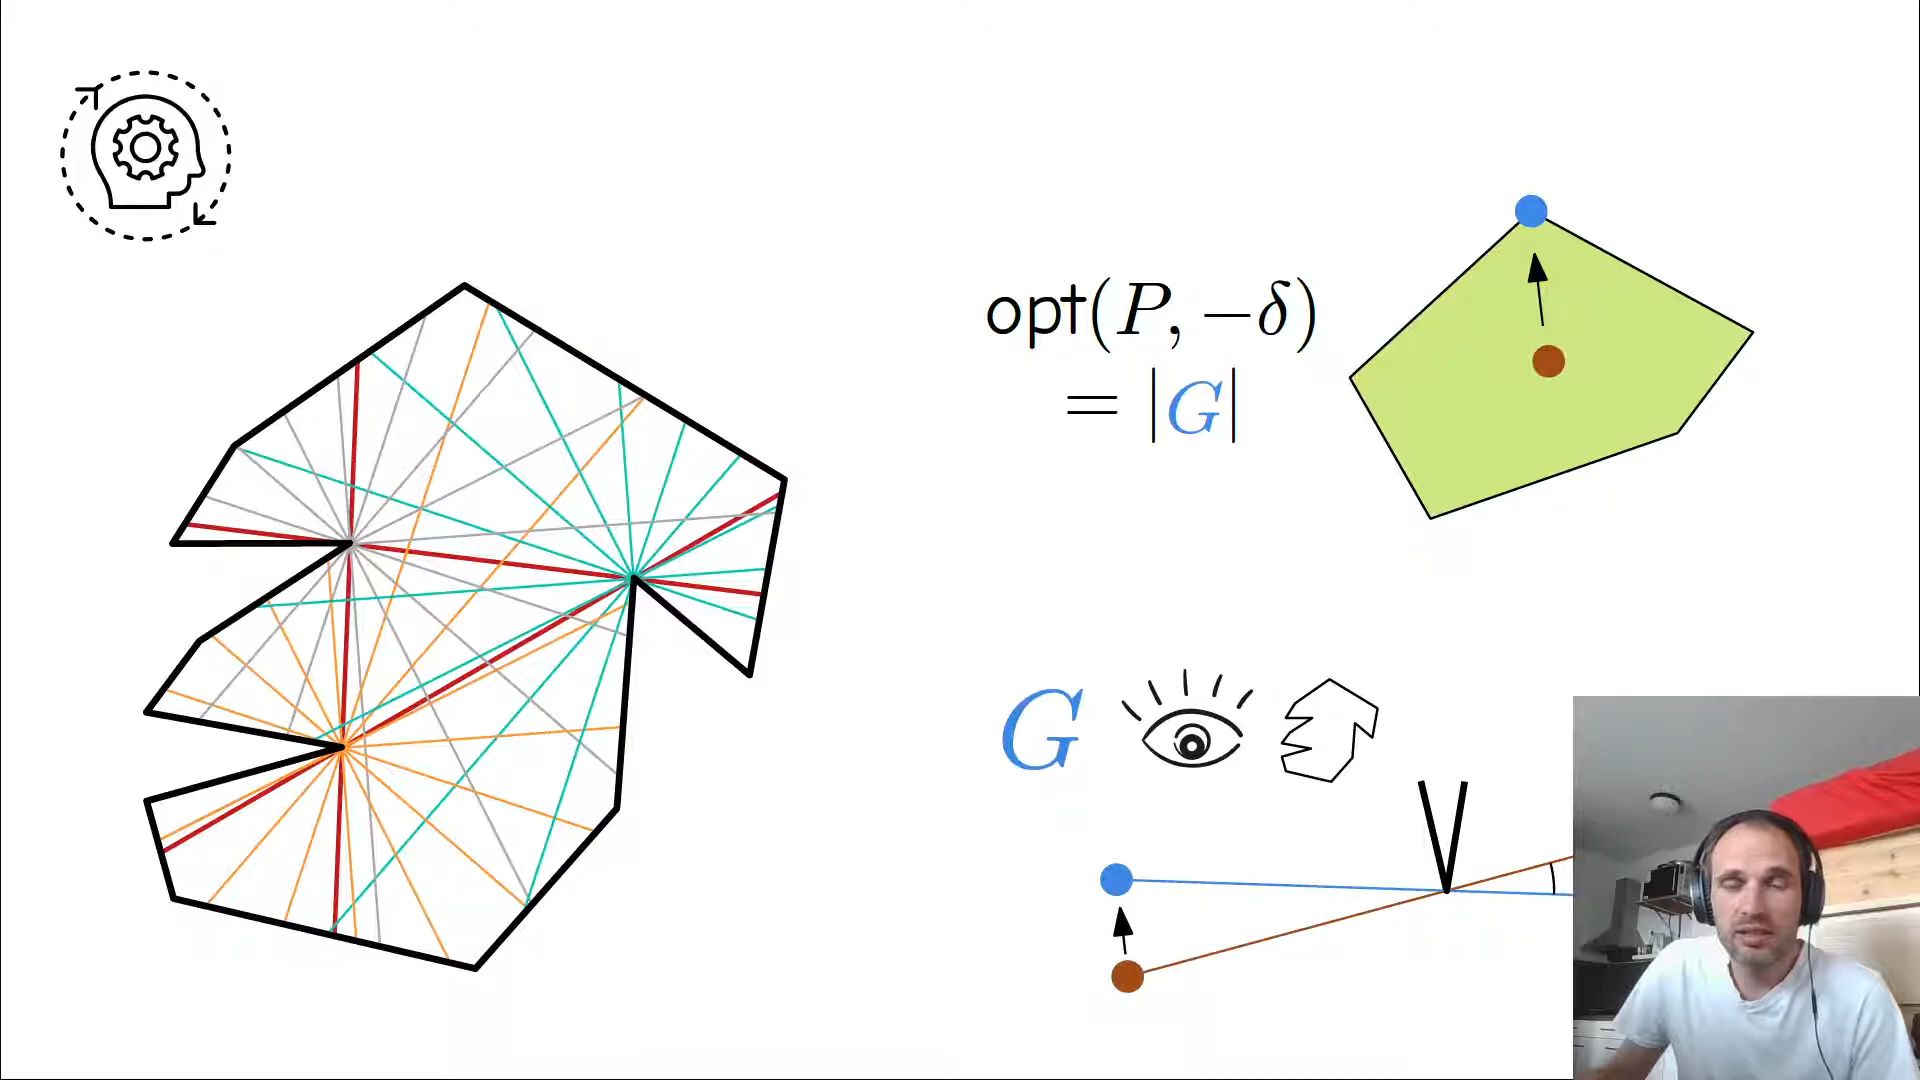 opt(P, −δ)
= |G|
G